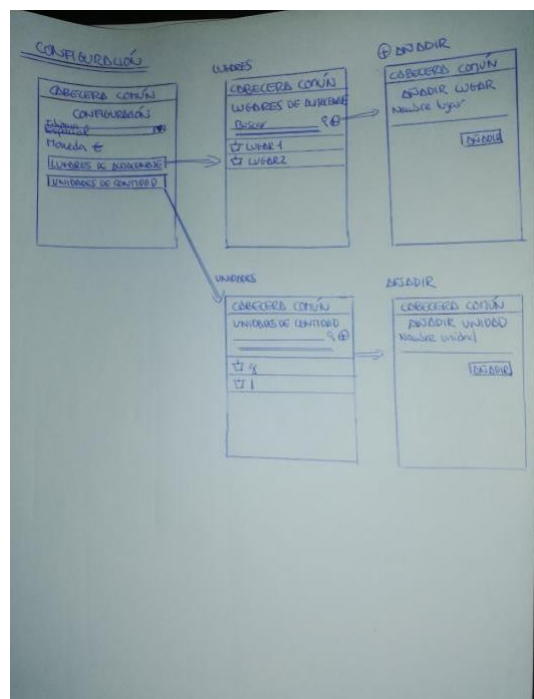 CONFIGURACIÓN
CABECERA COMÚN
CONFIGURACIÓN
Moneda €
LUGARES DE ALMACENAJE
UNIDADES DE CANTIDAD
LUGARES
CABECERA COMÚN
LUGARES DE ALMACENAJE
Buscar
LUGAR 1
LUGAR 2
AÑADIR
CABECERA COMÚN
AÑADIR LUGAR
Nombre lugar
AÑADIR
UNIDADES
CABECERA COMÚN
UNIDADES DE CANTIDAD
g
l
AÑADIR
CABECERA COMÚN
AÑADIR UNIDAD
Nombre unidad
AÑADIR